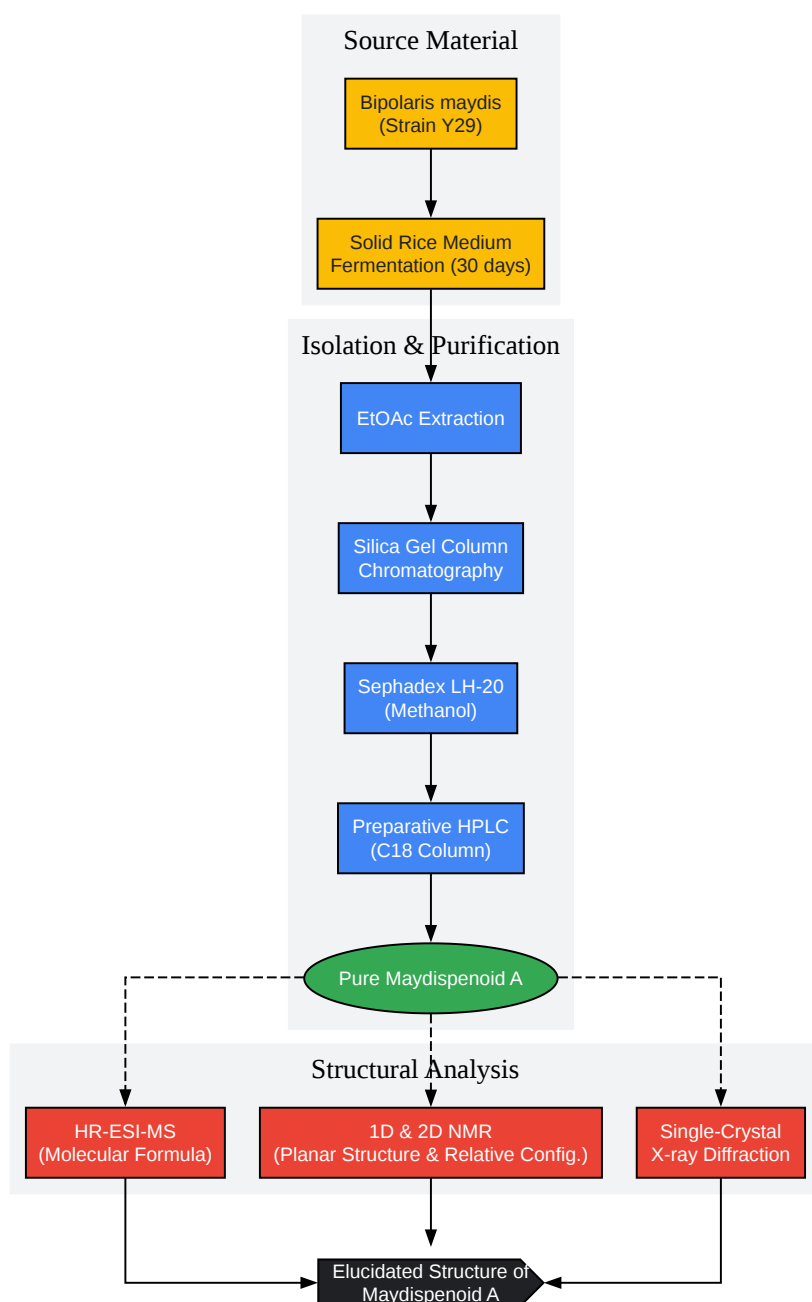 Source Material
Bipolaris maydis
(Strain Y29)
Solid Rice Medium
Fermentation (30 days)
Isolation & Purification
EtOAc Extraction
Silica Gel Column
Chromatography
Sephadex LH-20
(Methanol)
Preparative HPLC
(C18 Column)
Pure Maydispenoid A
Structural Analysis
HR-ESI-MS
(Molecular Formula)
1D & 2D NMR
(Planar Structure & Relative Config.)
Single-Crystal
X-ray Diffraction
Elucidated Structure of
Maydispenoid A